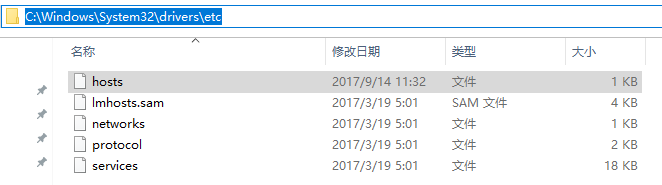 C:\Windows\System32\drivers\etc
名称 修改日期 类型 大小
hosts 2017/9/14 11:32 文件 1 KB
lmhosts.sam 2017/3/19 5:01 SAM 文件 4 KB
networks 2017/3/19 5:01 文件 1 KB
protocol 2017/3/19 5:01 文件 2 KB
services 2017/3/19 5:01 文件 18 KB